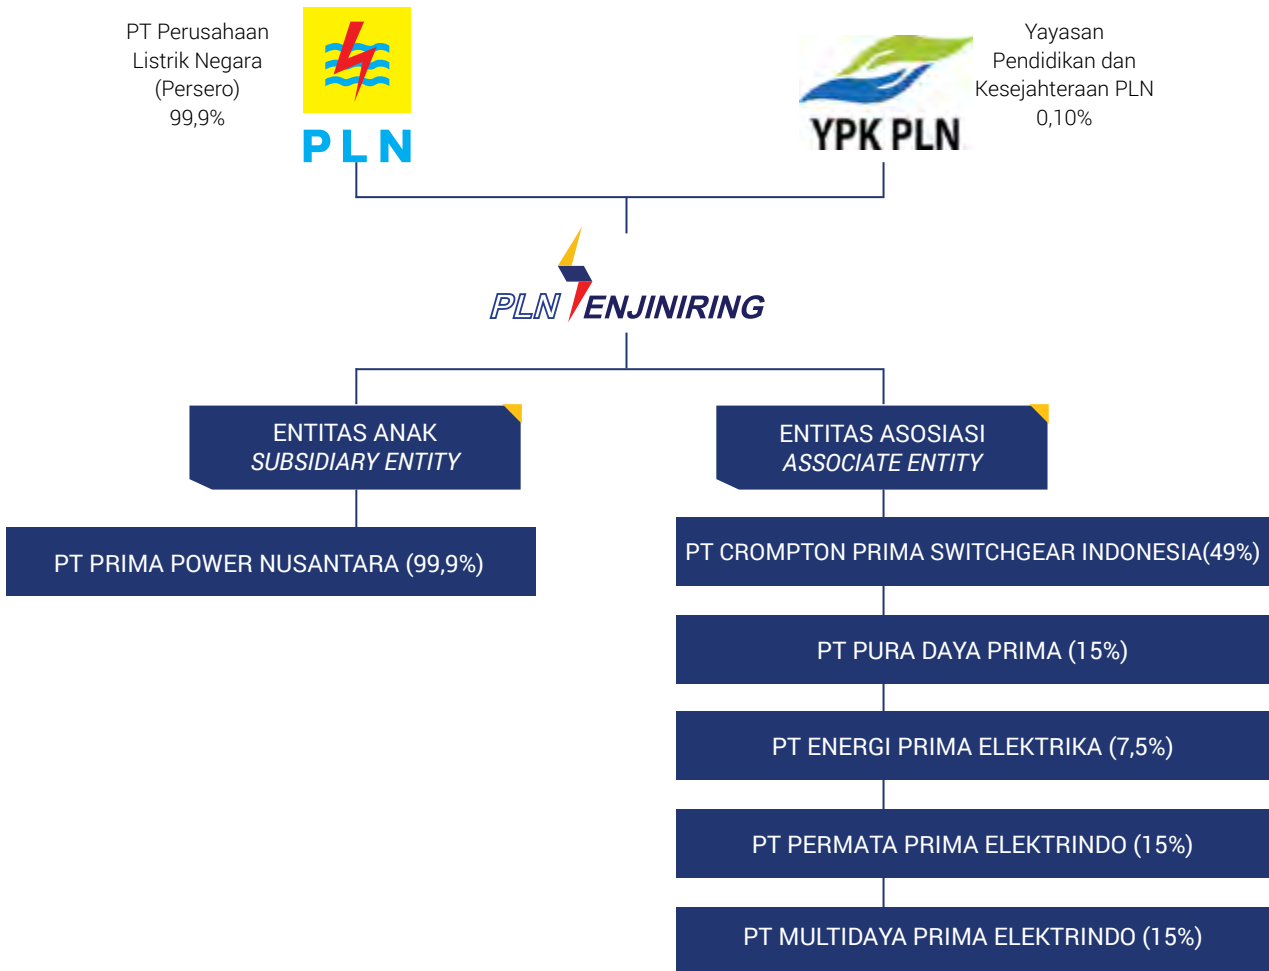 PT Perusahaan
Listrik Negara
(Persero)
99,9%
PLN
YPK PLN
Yayasan
Pendidikan dan
Kesejahteraan PLN
0,10%
PLN ENJINIRING
ENTITAS ANAK
SUBSIDIARY ENTITY
ENTITAS ASOSIASI
ASSOCIATE ENTITY
PT PRIMA POWER NUSANTARA (99,9%)
PT CROMPTON PRIMA SWITCHGEAR INDONESIA(49%)
PT PURA DAYA PRIMA (15%)
PT ENERGI PRIMA ELEKTRIKA (7,5%)
PT PERMATA PRIMA ELEKTRINDO (15%)
PT MULTIDAYA PRIMA ELEKTRINDO (15%)